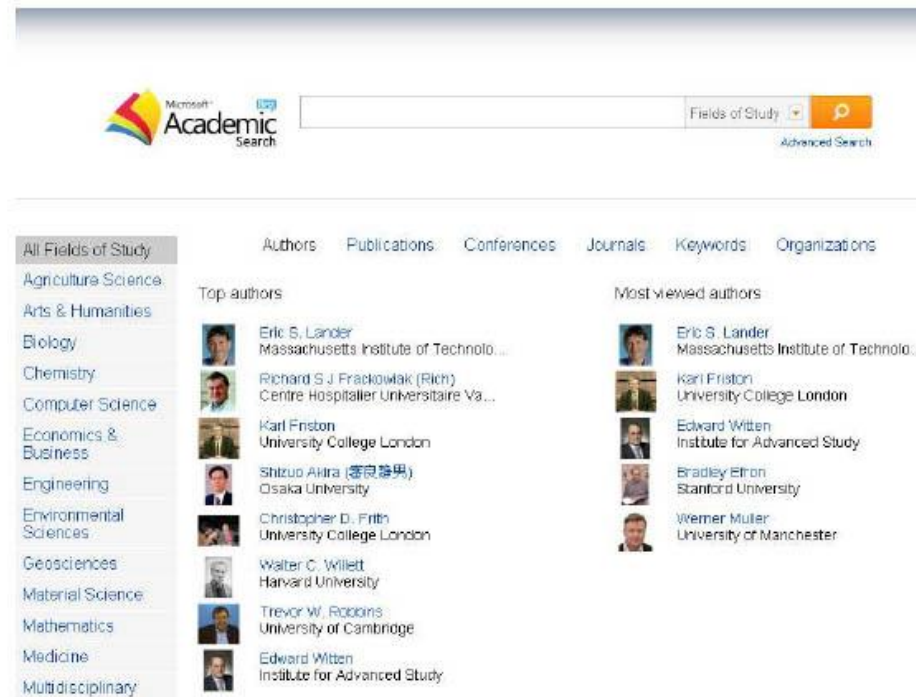 Microsoft
Academic
Search
Fields of Study
Advanced Search
All Fields of Study
Agriculture Science
Arts & Humanities
Biology
Chemistry
Computer Science
Economics &
Business
Engineering
Environmental
Sciences
Geosciences
Material Science
Mathematics
Medicine
Multidisciplinary
Authors Publications Conferences Journals Keywords Organizations
Top authors
Eric S. Lander
Massachusetts Institute of Technolo...
Richard S J Frackowiak (Rich)
Centre Hospitalier Universitaire Va...
Karl Friston
University College London
Shizuo Akira (審良静男)
Osaka University
Christopher D. Frith
University College London
Walter C. Willett
Harvard University
Trevor W. Robbins
University of Cambridge
Edward Witten
Institute for Advanced Study
Most viewed authors
Eric S. Lander
Massachusetts Institute of Technolo.
Karl Friston
University College London
Edward Witten
Institute for Advanced Study
Bradley Efron
Stanford University
Werner Muller
University of Manchester